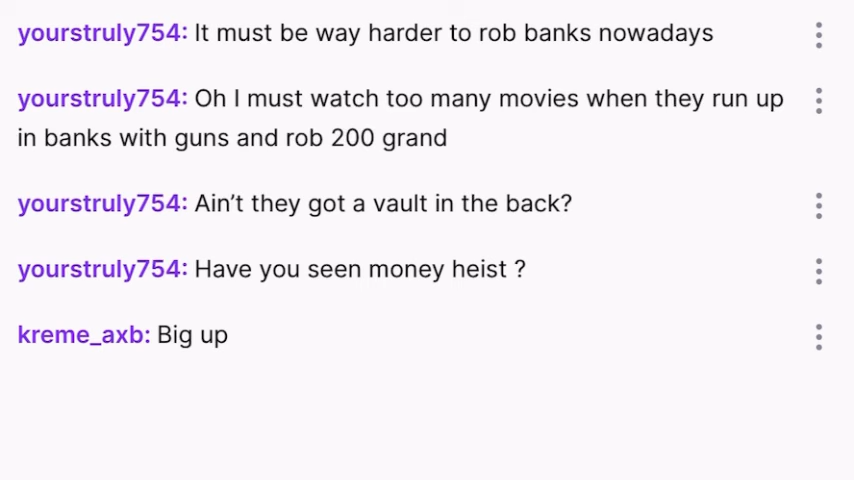 yourstruly754: It must be way harder to rob banks nowadays
yourstruly754: Oh I must watch too many movies when they run up
in banks with guns and rob 200 grand
yourstruly754: Ain’t they got a vault in the back?
yourstruly754: Have you seen money heist ?
kreme_axb: Big up